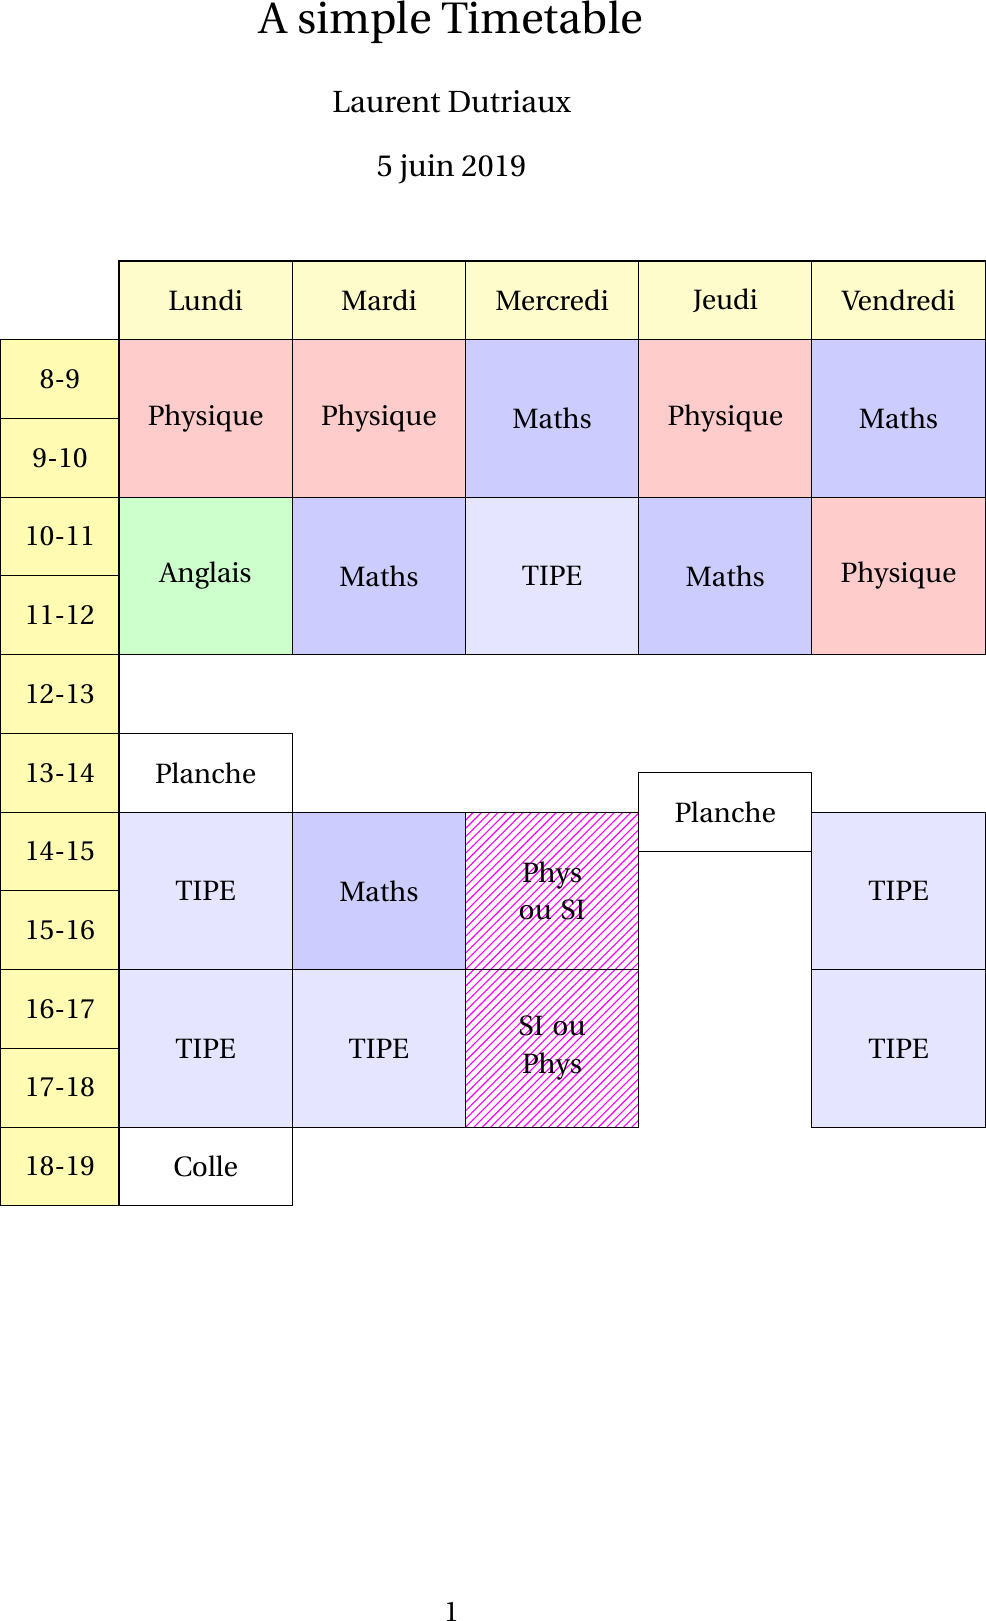 A simple Timetable
Laurent Dutriaux
5 juin 2019
Lundi Mardi Mercredi Jeudi Vendredi
8-9
Physique Physique Maths Physique Maths
9-10
10-11
Anglais Maths TIPE Maths Physique
11-12
12-13
13-14 Planche
Planche
14-15
TIPE Maths Phys
ou SI
TIPE
15-16
16-17
TIPE TIPE SI ou
Phys
TIPE
17-18
18-19 Colle
1